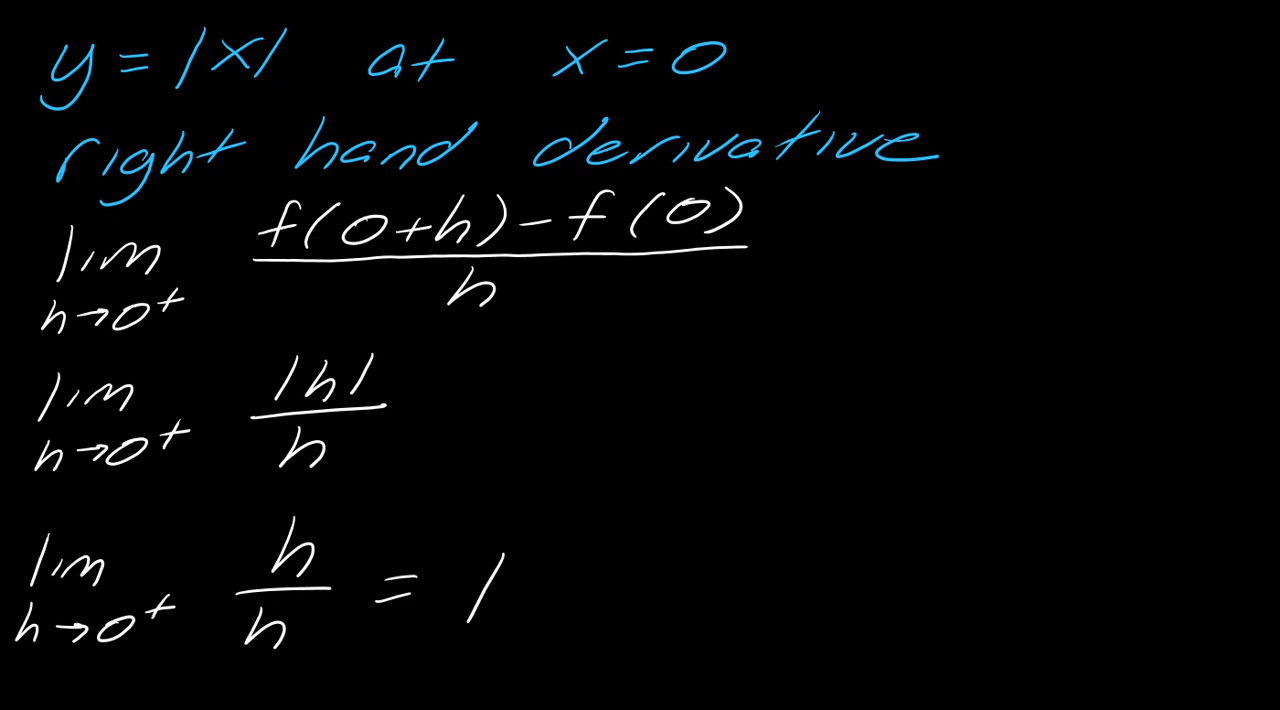 y = |x| at x = 0
right hand derivative
lim h→0⁺ f(0+h) - f(0) / h
lim h→0⁺ |h| / h
lim h→0⁺ h / h = 1